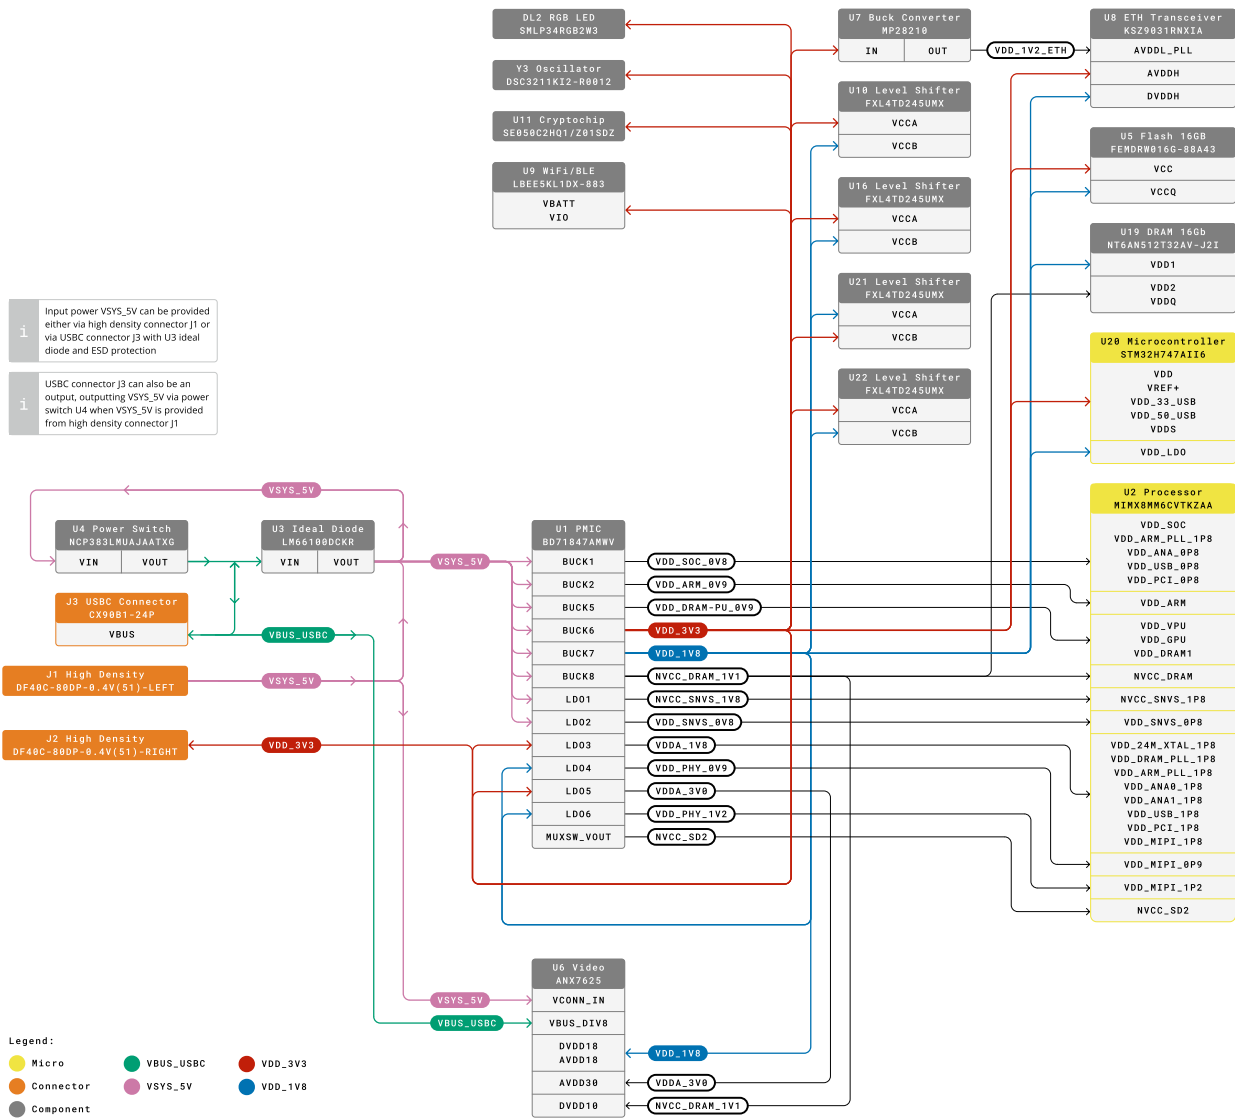 DL2 RGB LED
SMLP34RGB2W3
Y3 Oscillator
DSC3211KI2-R0012
U11 Cryptochip
SE050C2HQ1/Z01SDZ
U9 WiFi/BLE
LBEE5KL1DX-883
VBATT
VIO
U7 Buck Converter
MP28210
IN
OUT
VDD_1V2_ETH
U10 Level Shifter
FXL4TD245UMX
VCCA
VCCB
U16 Level Shifter
FXL4TD245UMX
VCCA
VCCB
U21 Level Shifter
FXL4TD245UMX
VCCA
VCCB
U22 Level Shifter
FXL4TD245UMX
VCCA
VCCB
U8 ETH Transceiver
KSZ9031RNXIA
AVDDL_PLL
AVDDH
DVDDH
U5 Flash 16GB
FEMDRW016G-88A43
VCC
VCCQ
U19 DRAM 16Gb
NT6AN512T32AV-J2I
VDD1
VDD2
VDDQ
U20 Microcontroller
STM32H747AII6
VDD
VREF+
VDD_33_USB
VDD_50_USB
VDDS
VDD_LDO
i
Input power VSYS_5V can be provided
either via high density connector J1 or
via USBC connector J3 with U3 ideal
diode and ESD protection
i
USBC connector J3 can also be an
output, outputting VSYS_5V via power
switch U4 when VSYS_5V is provided
from high density connector J1
VSYS_5V
U4 Power Switch
NCP383LMUAJAATXG
VIN
VOUT
U3 Ideal Diode
LM66100DCKR
VIN
VOUT
VSYS_5V
J3 USBC Connector
CX90B1-24P
VBUS
VBUS_USBC
J1 High Density
DF40C-80DP-0.4V(51)-LEFT
VSYS_5V
J2 High Density
DF40C-80DP-0.4V(51)-RIGHT
VDD_3V3
U1 PMIC
BD71847AMWV
BUCK1
BUCK2
BUCK5
BUCK6
BUCK7
BUCK8
LDO1
LDO2
LDO3
LDO4
LDO5
LDO6
MUXSW_VOUT
VDD_SOC_0V8
VDD_ARM_0V9
VDD_DRAM-PU_0V9
VDD_3V3
VDD_1V8
NVCC_DRAM_1V1
NVCC_SNVS_1V8
VDD_SNVS_0V8
VDDA_1V8
VDD_PHY_0V9
VDDA_3V0
VDD_PHY_1V2
NVCC_SD2
U2 Processor
MIMX8MM6CVTKZAA
VDD_SOC
VDD_ARM_PLL_1P8
VDD_ANA_0P8
VDD_USB_0P8
VDD_PCI_0P8
VDD_ARM
VDD_VPU
VDD_GPU
VDD_DRAM1
NVCC_DRAM
NVCC_SNVS_1P8
VDD_SNVS_0P8
VDD_24M_XTAL_1P8
VDD_DRAM_PLL_1P8
VDD_ARM_PLL_1P8
VDD_ANA0_1P8
VDD_ANA1_1P8
VDD_USB_1P8
VDD_PCI_1P8
VDD_MIPI_1P8
VDD_MIPI_0P9
VDD_MIPI_1P2
NVCC_SD2
U6 Video
ANX7625
VCONN_IN
VBUS_DIV8
DVDD18
AVDD18
AVDD30
DVDD10
VSYS_5V
VBUS_USBC
VDD_1V8
VDDA_3V0
NVCC_DRAM_1V1
Legend:
Micro
Connector
Component
VBUS_USBC
VSYS_5V
VDD_3V3
VDD_1V8